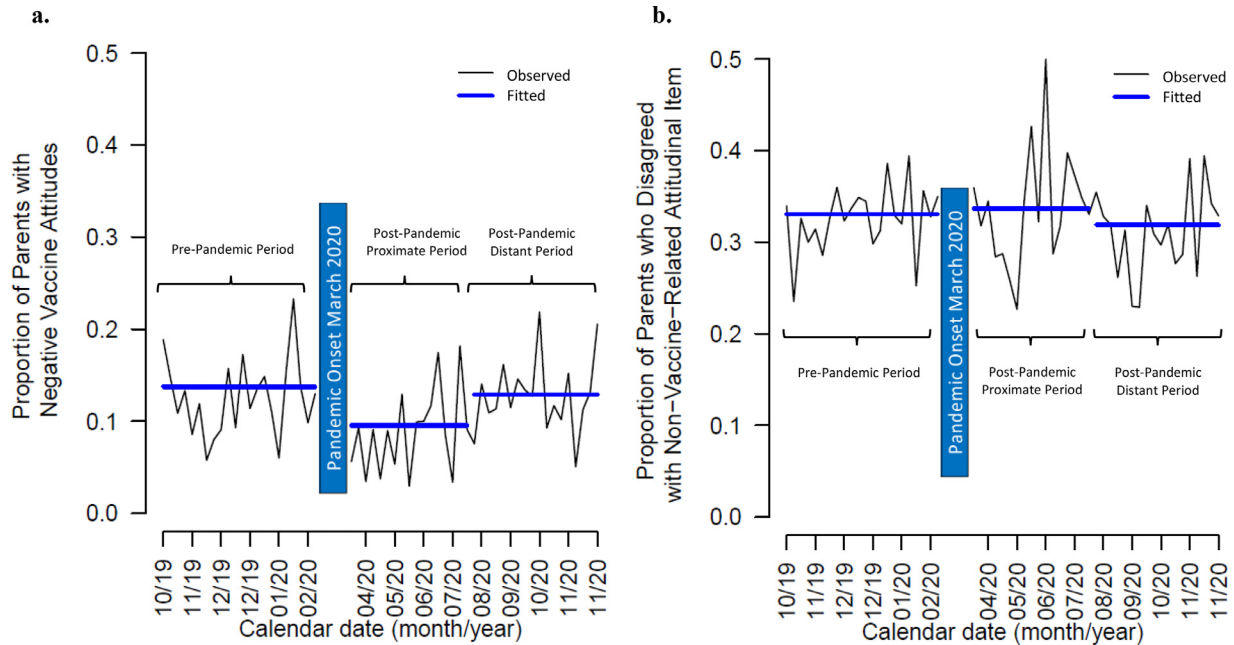 a.
Proportion of Parents with
Negative Vaccine Attitudes
0.5
0.4
0.3
0.2
0.1
0.0
Observed
Fitted
Pre-Pandemic Period
Pandemic Onset March 2020
Post-Pandemic
Proximate Period
Post-Pandemic
Distant Period
10/19
11/19
12/19
12/19
01/20
02/20
04/20
05/20
06/20
07/20
08/20
09/20
10/20
11/20
11/20
Calendar date (month/year)
b.
Proportion of Parents who Disagreed
with Non-Vaccine-Related Attitudinal Item
0.5
0.4
0.3
0.2
0.1
0.0
Observed
Fitted
Pre-Pandemic Period
Pandemic Onset March 2020
Post-Pandemic
Proximate Period
Post-Pandemic
Distant Period
10/19
11/19
12/19
12/19
01/20
02/20
04/20
05/20
06/20
07/20
08/20
09/20
10/20
11/20
11/20
Calendar date (month/year)